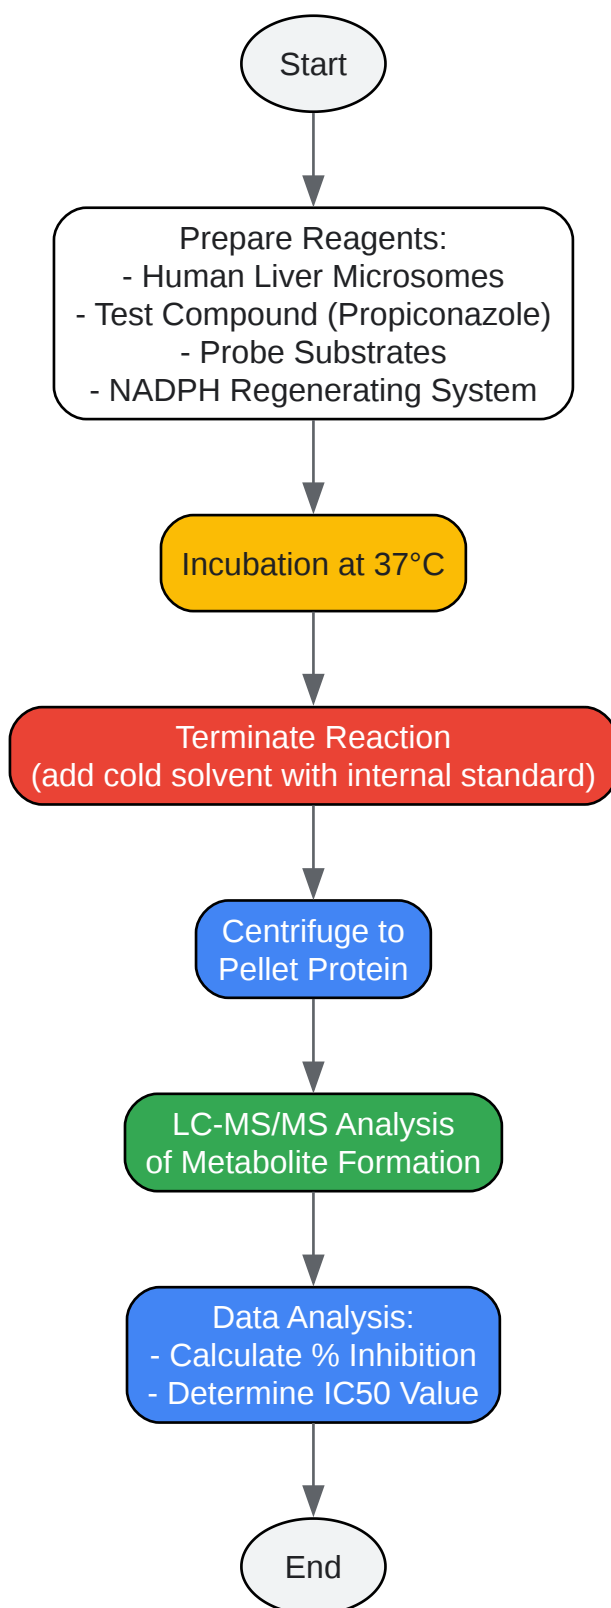 Start
Prepare Reagents:
- Human Liver Microsomes
- Test Compound (Propiconazole)
- Probe Substrates
- NADPH Regenerating System
Incubation at 37°C
Terminate Reaction
(add cold solvent with internal standard)
Centrifuge to
Pellet Protein
LC-MS/MS Analysis
of Metabolite Formation
Data Analysis:
- Calculate % Inhibition
- Determine IC50 Value
End